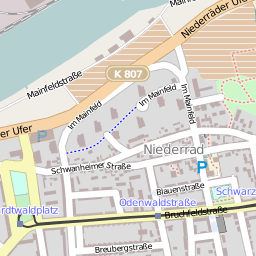 Niederräder Ufer
K 807
Mainfeldstraße
Im Mainfeld
Im Mainfeld
Im Mainfeld
der Ufer
P
Niederrad
Schwanheimer Straße
P
Blauenstraße
Schwarz
Odenwaldstraße
rdtwaldplatz
Bruchfeldstraße
Breubergstraße